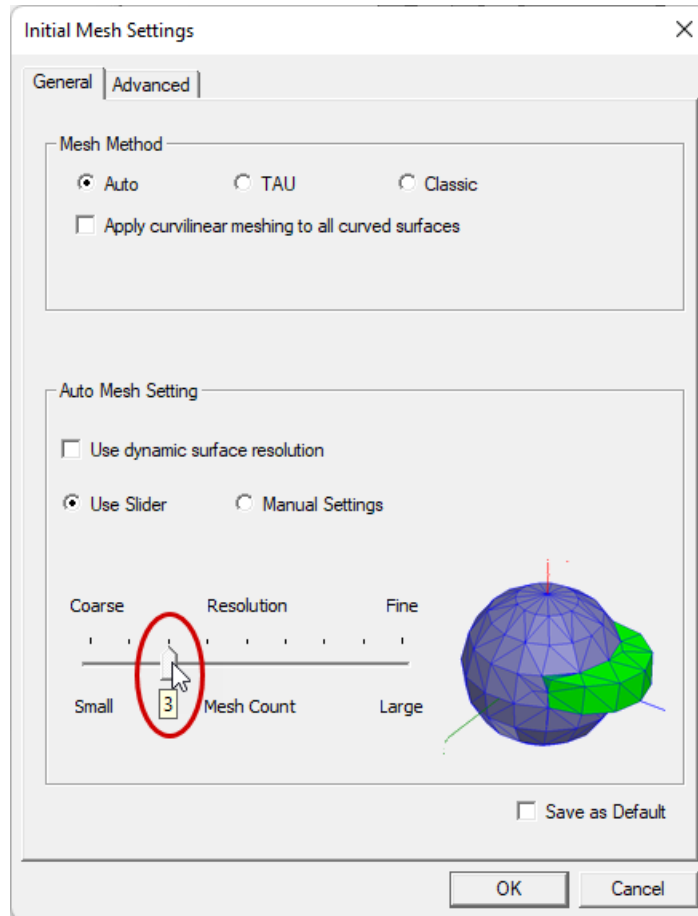 Initial Mesh Settings
General Advanced
Mesh Method
Auto TAU Classic
Apply curvilinear meshing to all curved surfaces
Auto Mesh Setting
Use dynamic surface resolution
Use Slider Manual Settings
Coarse Resolution Fine
Small 3 Mesh Count Large
Save as Default
OK Cancel